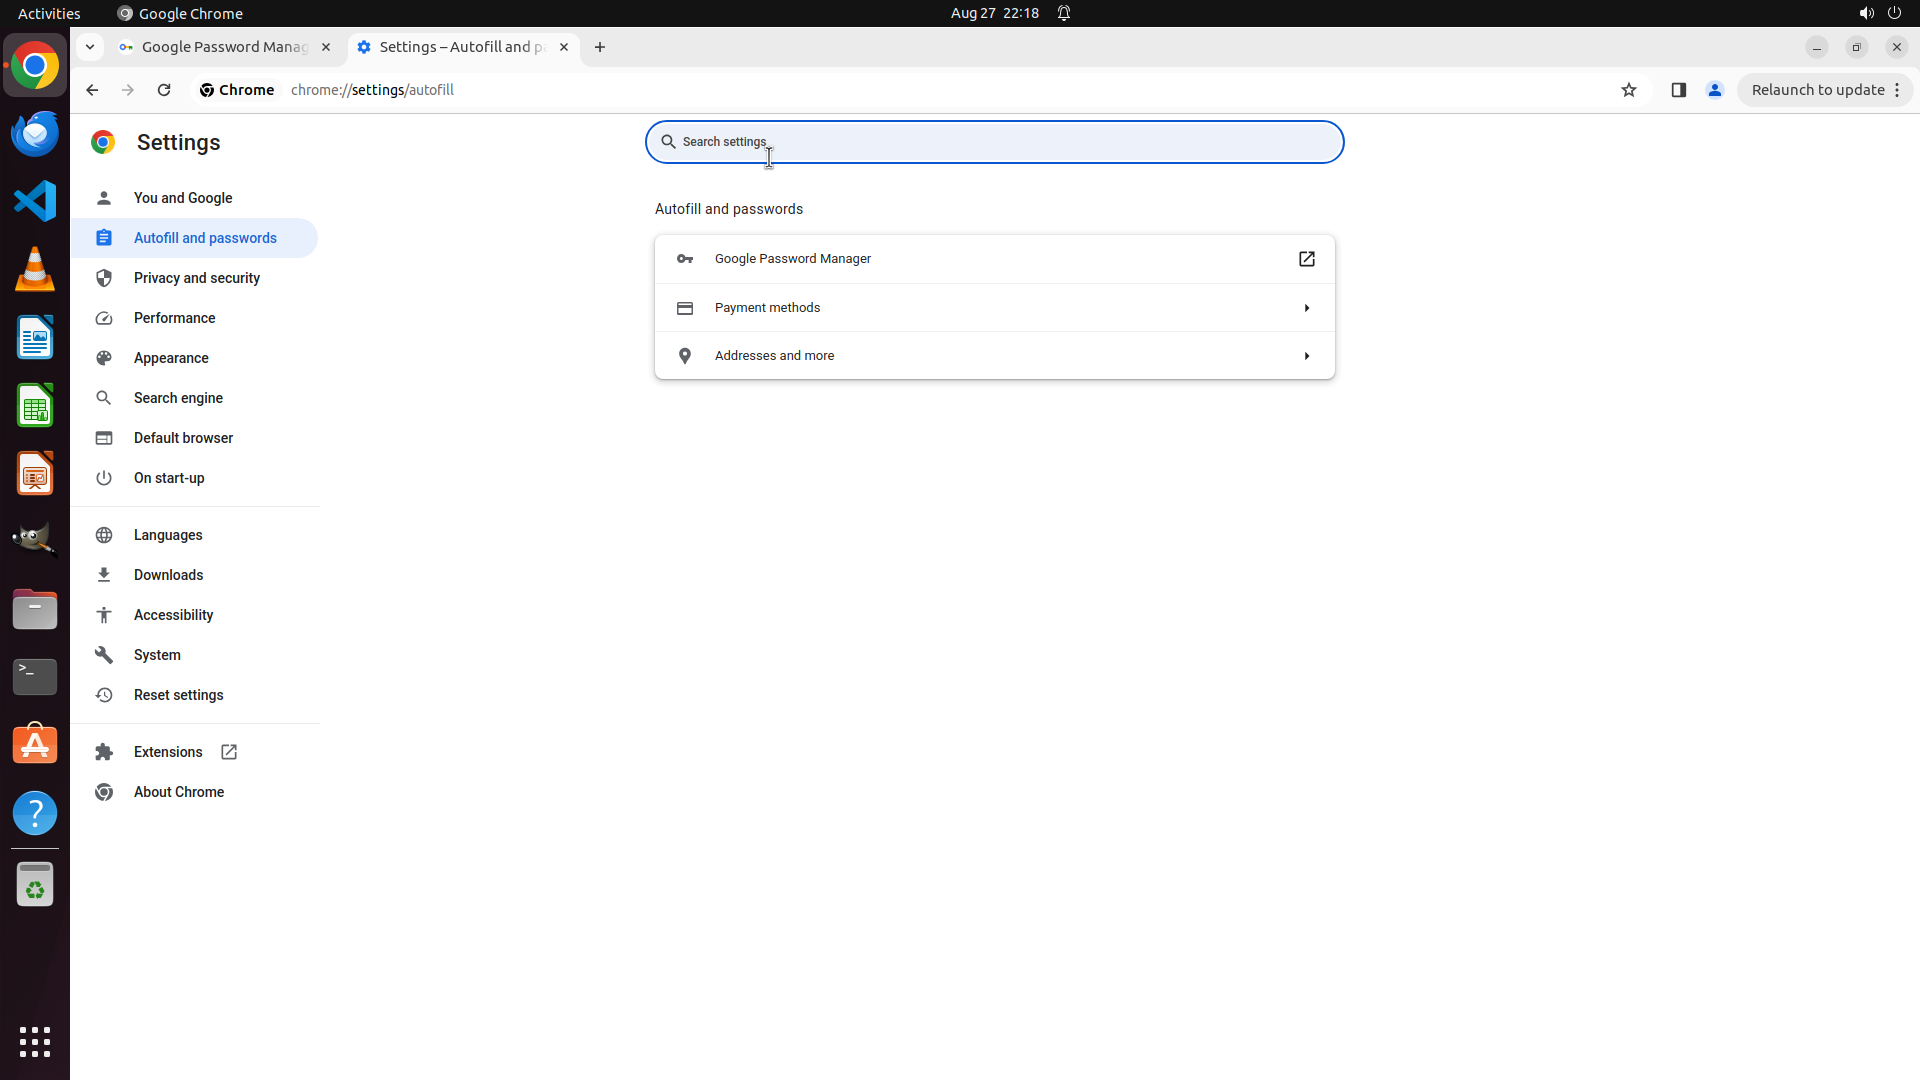 Activities
Google Chrome
Aug 27 22:18
Google Password Manag
Settings – Autofill and p
Chrome
chrome://settings/autofill
Relaunch to update
Settings
Search settings
You and Google
Autofill and passwords
Privacy and security
Performance
Appearance
Search engine
Default browser
On start-up
Languages
Downloads
Accessibility
System
Reset settings
Extensions
About Chrome
Autofill and passwords
Google Password Manager
Payment methods
Addresses and more